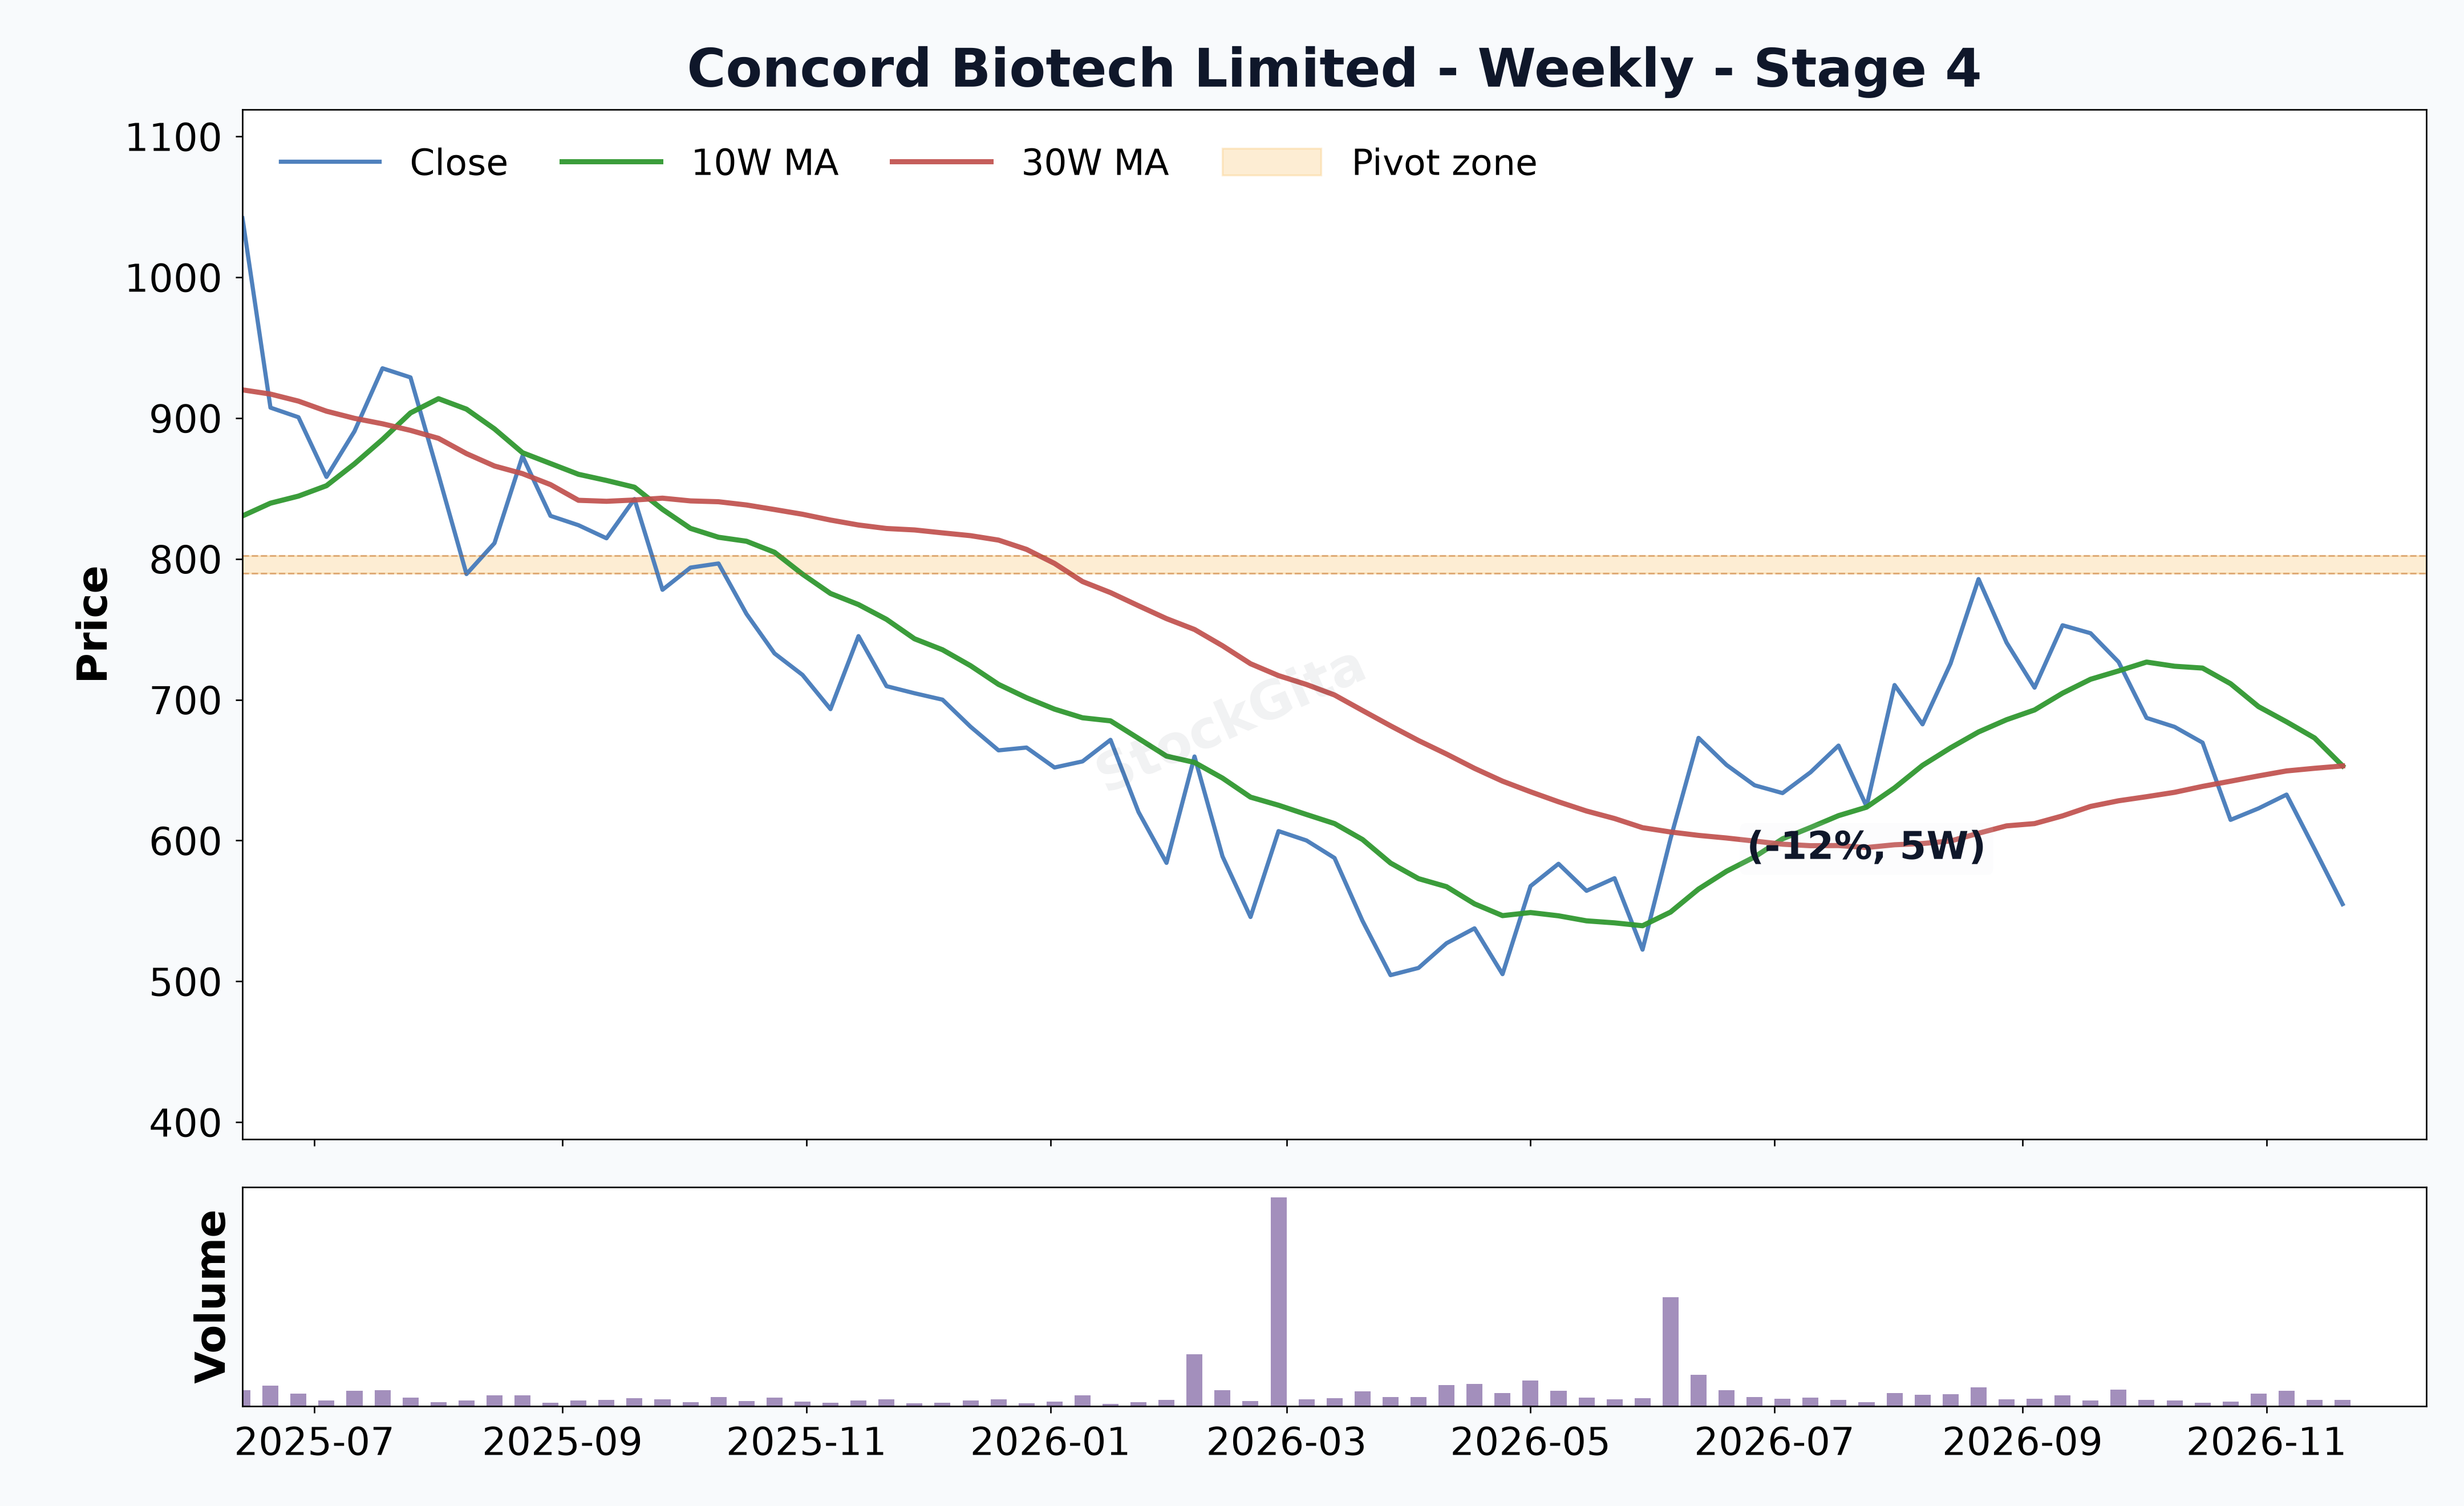 Concord Biotech Limited - Weekly - Stage 4
Close 10W MA 30W MA Pivot zone
Price
1100
1000
900
800
700
600
500
400
StockGita
(-12%, 5W)
Volume
2025-07 2025-09 2025-11 2026-01 2026-03 2026-05 2026-07 2026-09 2026-11